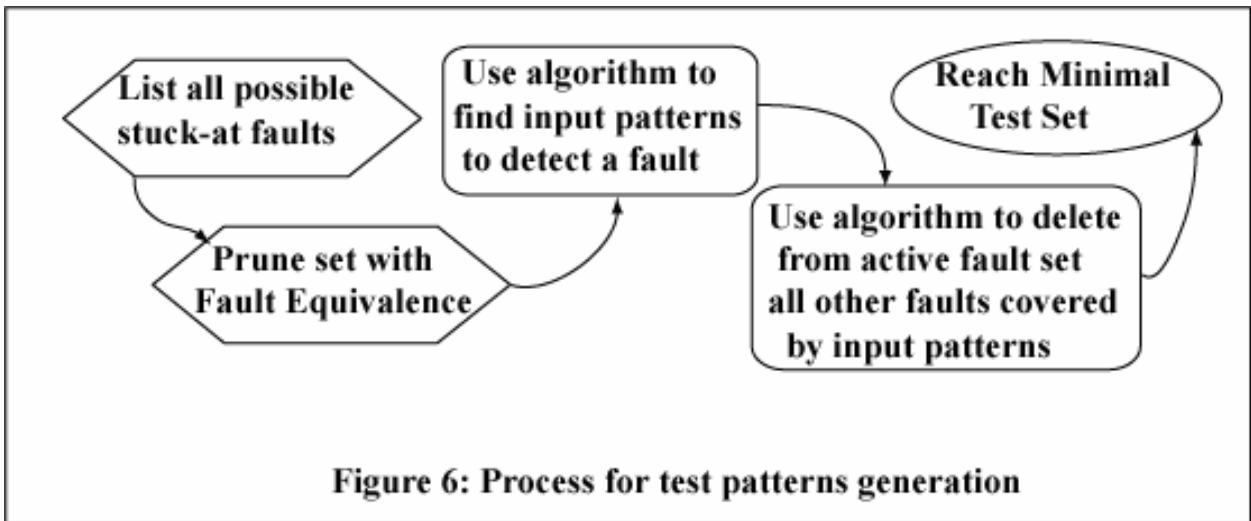 List all possible
stuck-at faults
Prune set with
Fault Equivalence
Use algorithm to
find input patterns
to detect a fault
Use algorithm to delete
from active fault set
all other faults covered
by input patterns
Reach Minimal
Test Set
Figure 6: Process for test patterns generation